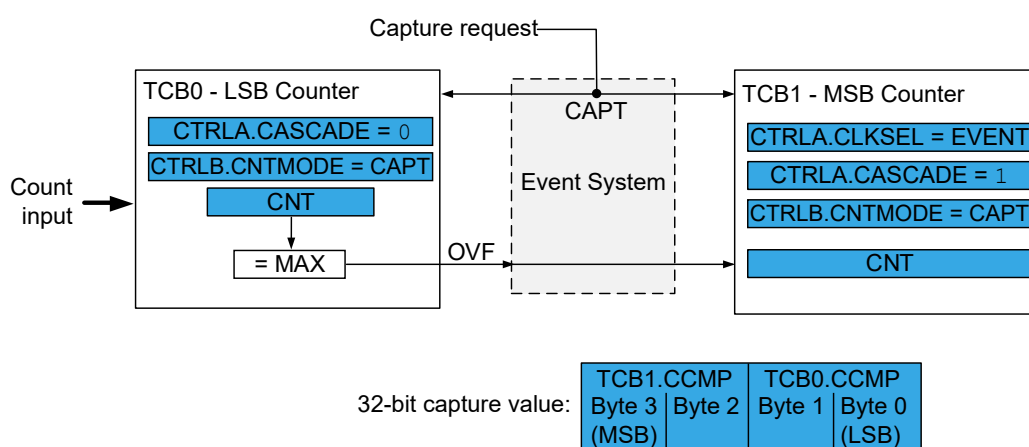 Capture request
TCB0 - LSB Counter
CTRLA.CASCADE = 0
CTRLB.CNTMODE = CAPT
CNT
= MAX
Count
input
OVF
CAPT
Event System
TCB1 - MSB Counter
CTRLA.CLKSEL = EVENT
CTRLA.CASCADE = 1
CTRLB.CNTMODE = CAPT
CNT
32-bit capture value:
TCB1.CCMP TCB0.CCMP
Byte 3 Byte 2 Byte 1 Byte 0
(MSB) (LSB)